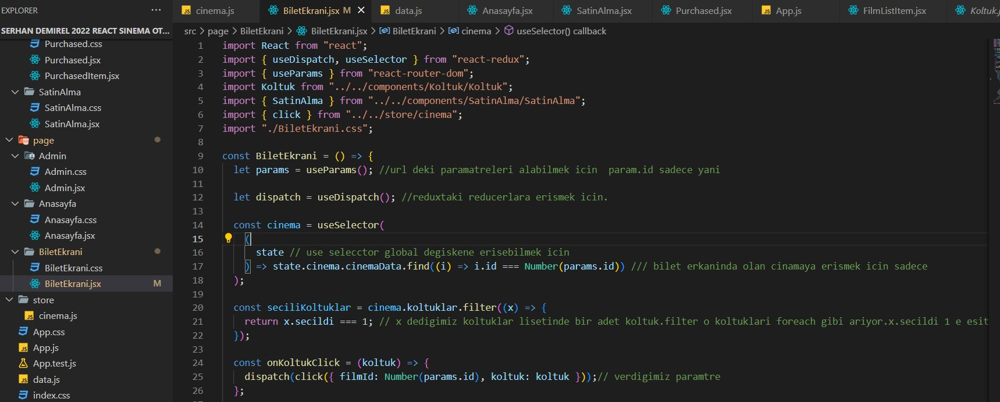 EXPLORER
SERHAN DEMIREL 2022 REACT SINEMA OT...
Purchased.css
Purchased.jsx
PurchasedItem.jsx
SatinAlma
SatinAlma.css
SatinAlma.jsx
page
Admin
Admin.css
Admin.jsx
Anasayfa
Anasayfa.css
Anasayfa.jsx
BiletEkrani
BiletEkrani.css
BiletEkrani.jsx M
store
cinema.js
App.css
App.js
App.test.js
data.js
index.css
cinema.js BiletEkrani.jsx M data.js Anasayfa.jsx SatinAlma.jsx Purchased.jsx App.js FilmListItem.jsx Koltuk.j
src > page > BiletEkrani > BiletEkrani.jsx > BiletEkrani > cinema > useSelector() callback
1 import React from "react";
2 import { useDispatch, useSelector } from "react-redux";
3 import { useParams } from "react-router-dom";
4 import Koltuk from "../../components/Koltuk/Koltuk";
5 import { SatinAlma } from "../../components/SatinAlma/SatinAlma";
6 import { click } from "../../store/cinema";
7 import "./BiletEkrani.css";
8
9 const BiletEkrani = () => {
10 let params = useParams(); //url deki paramatreleri alabilmek icin  param.id sadece yani
11
12 let dispatch = useDispatch(); //reduxtaki reducerlara erismek icin.
13
14 const cinema = useSelector(
15 (
16 state // use selecctor global degiskene erisebilmek icin
17 ) => state.cinema.cinemaData.find((i) => i.id === Number(params.id)) /// bilet erkaninda olan cinamaya erismek icin sadece
18 );
19
20 const seciliKoltuklar = cinema.koltuklar.filter((x) => {
21 return x.secildi === 1; // x dedigimiz koltuklar lisetinde bir adet koltuk.filter o koltuklari foreach gibi ariyor.x.secildi 1 e esit
22 });
23
24 const onKoltukClick = (koltuk) => {
25 dispatch(click({ filmId: Number(params.id), koltuk: koltuk }));// verdigimiz paramtre
26 };